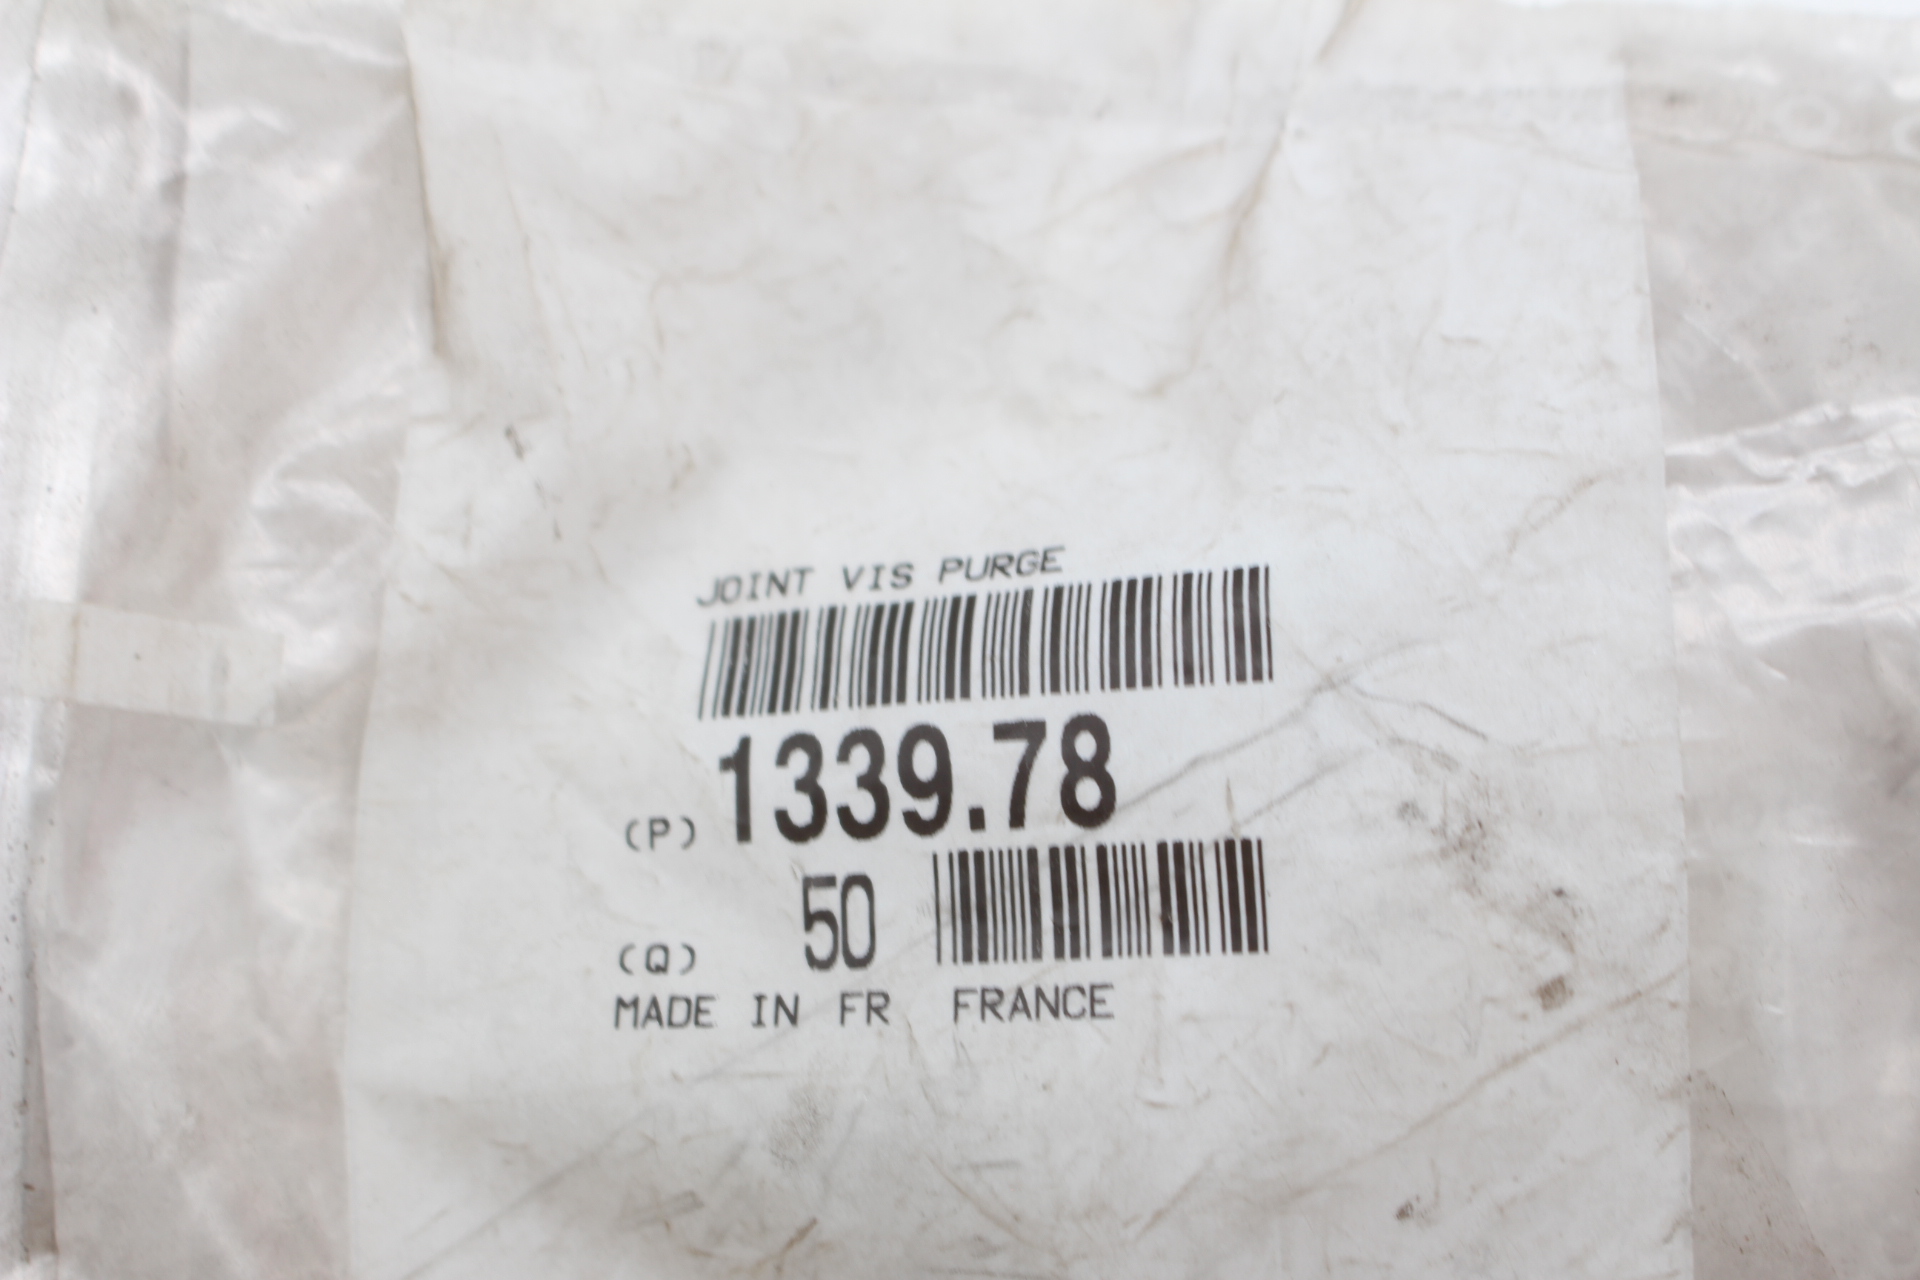 JOINT VIS PURGE
(P) 1339.78
(Q) 50
MADE IN FR FRANCE